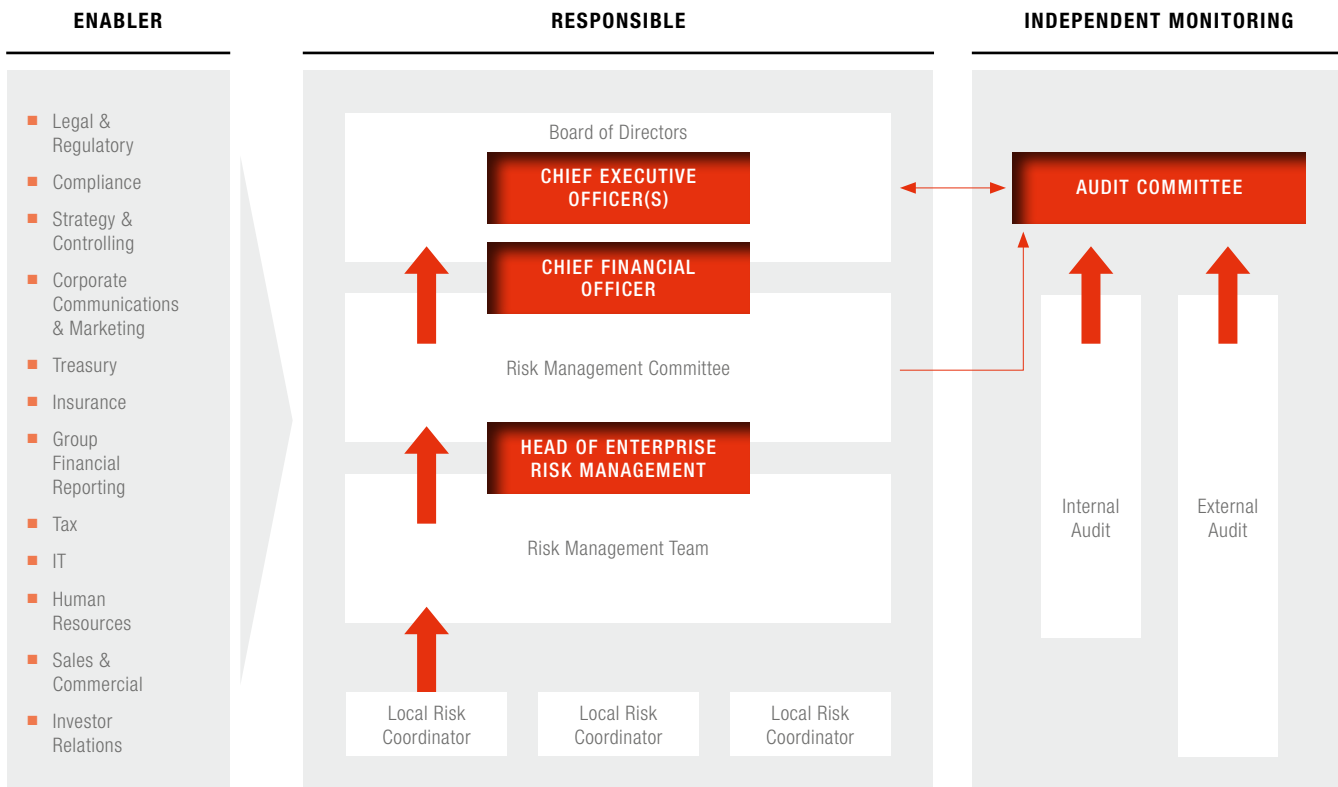 ENABLER
Legal &
Regulatory
Compliance
Strategy &
Controlling
Corporate
Communications
& Marketing
Treasury
Insurance
Group
Financial
Reporting
Tax
IT
Human
Resources
Sales &
Commercial
Investor
Relations
RESPONSIBLE
Board of Directors
CHIEF EXECUTIVE
OFFICER(S)
CHIEF FINANCIAL
OFFICER
Risk Management Committee
HEAD OF ENTERPRISE
RISK MANAGEMENT
Risk Management Team
Local Risk
Coordinator
Local Risk
Coordinator
Local Risk
Coordinator
INDEPENDENT MONITORING
AUDIT COMMITTEE
Internal
Audit
External
Audit